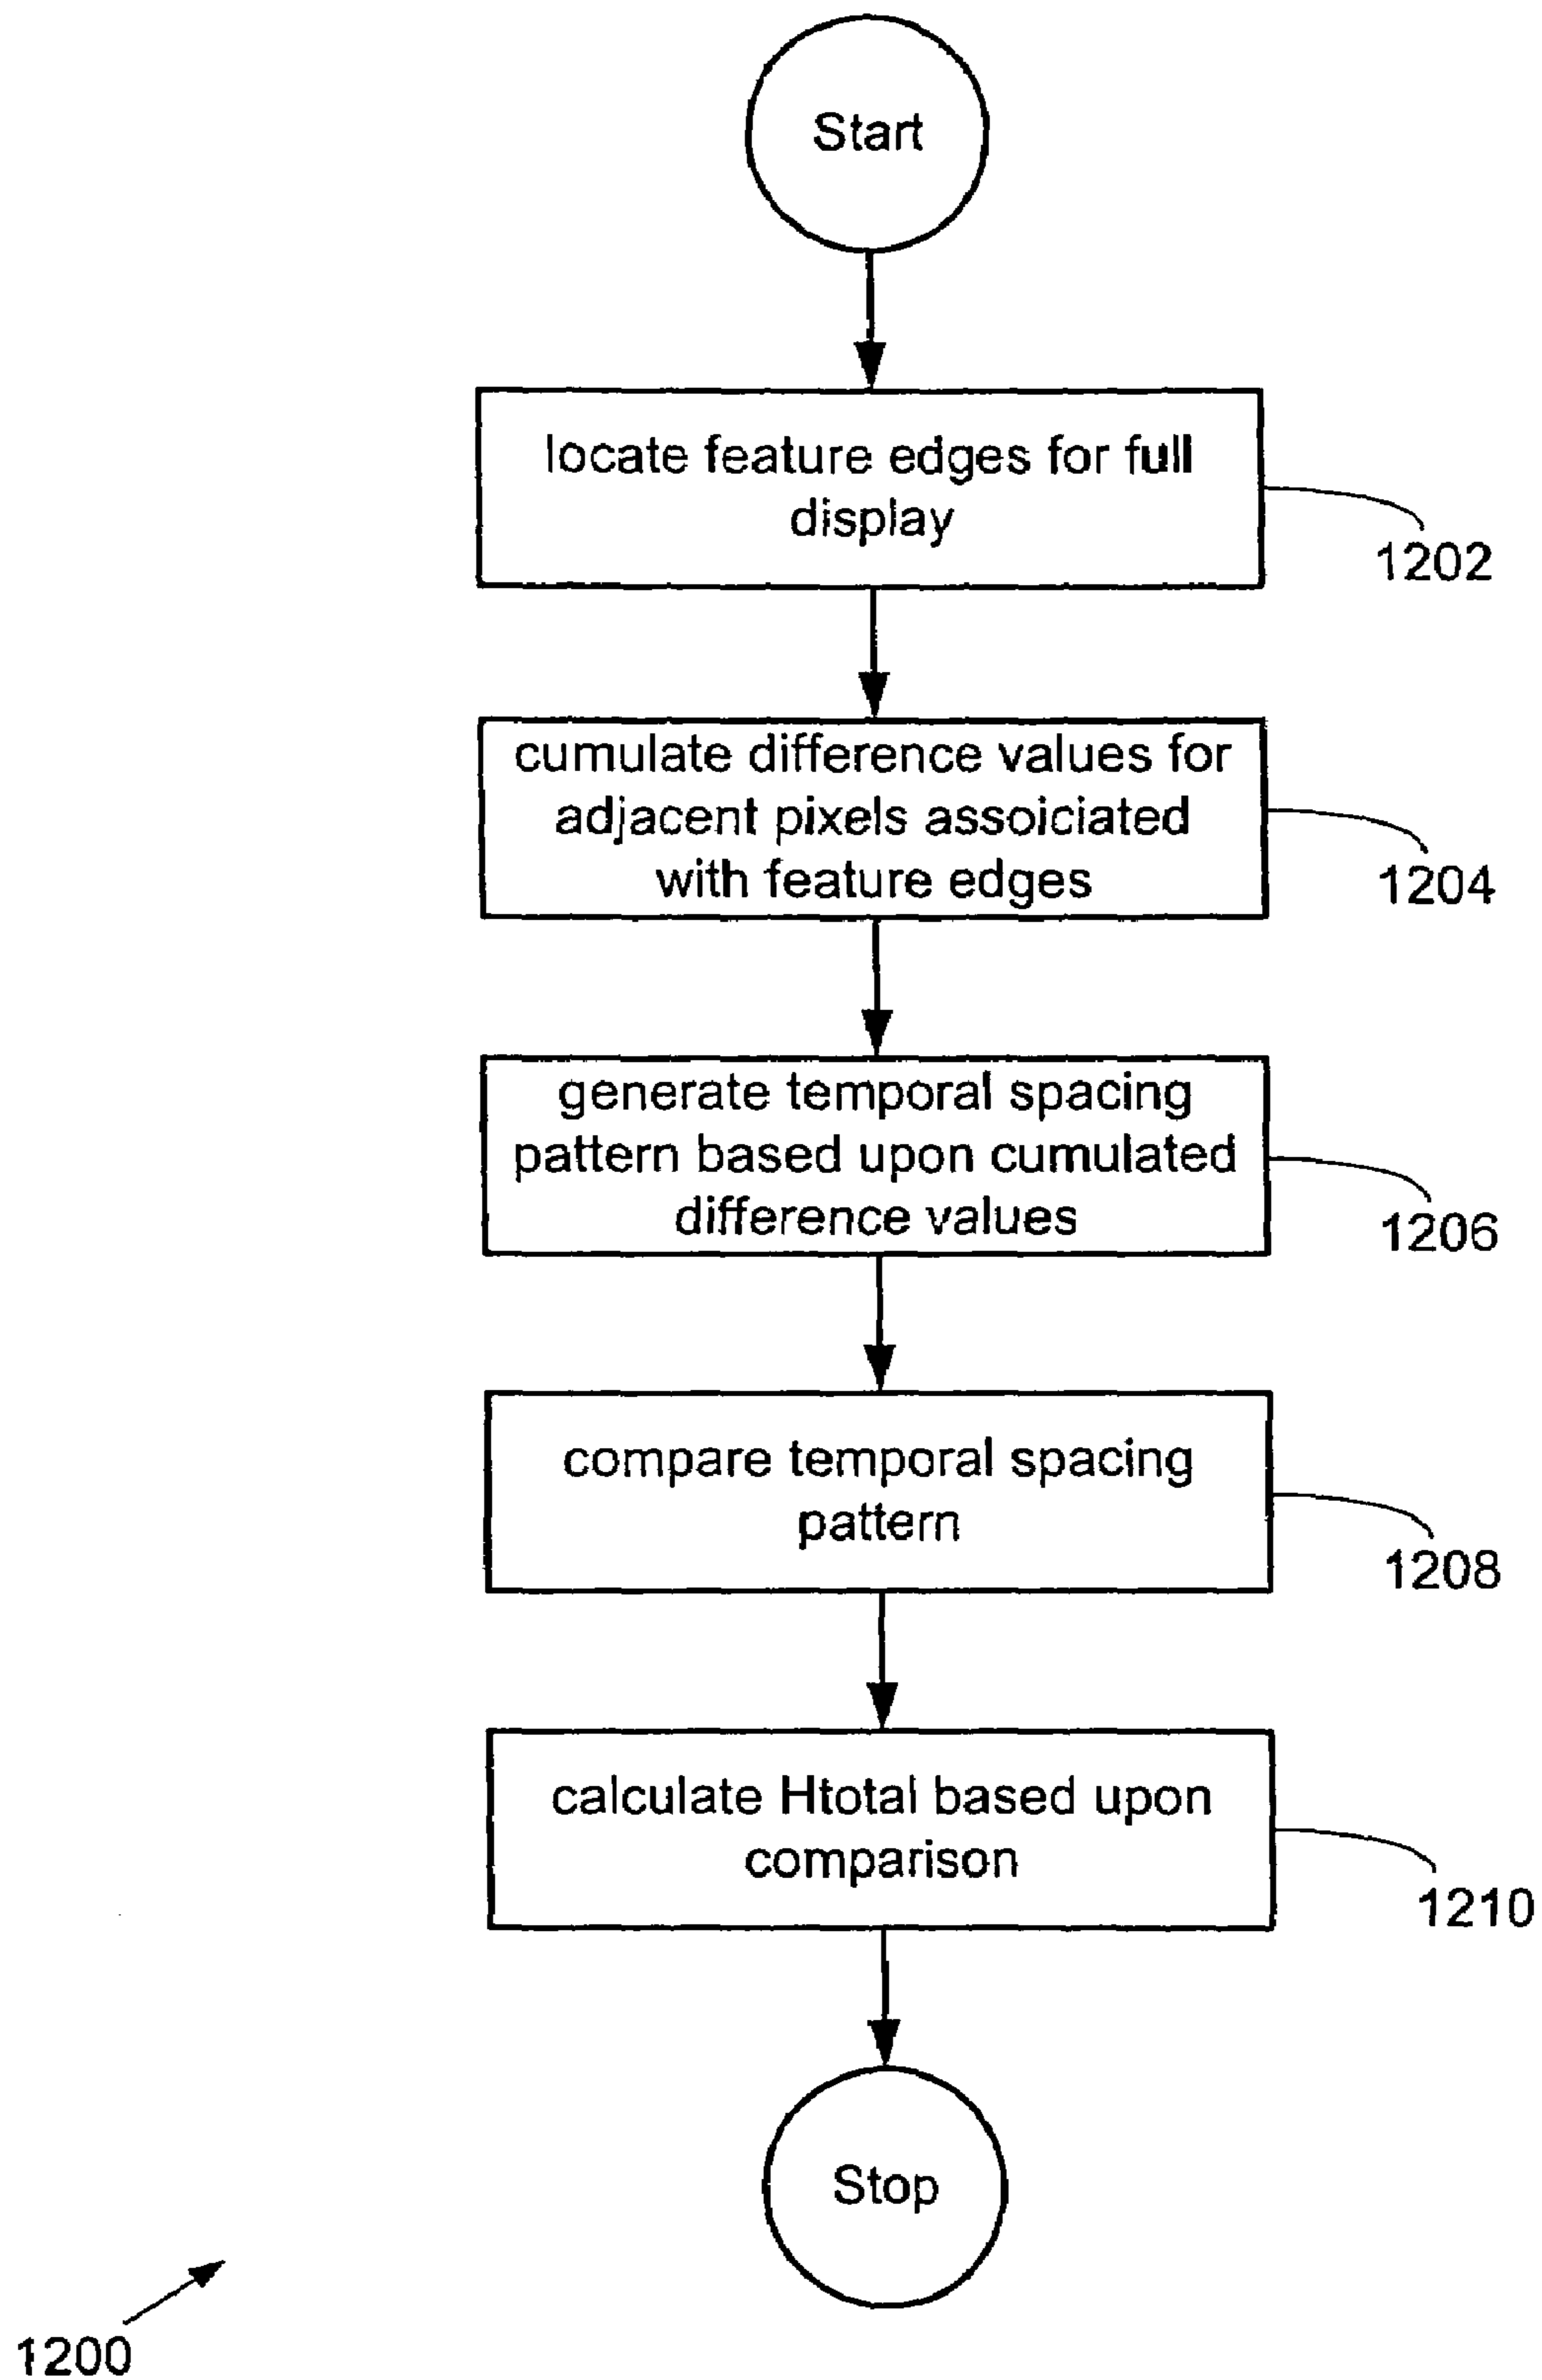 Start
locate feature edges for full
display
1202
cumulate difference values for
adjacent pixels assoiciated
with feature edges
1204
generate temporal spacing
pattern based upon cumulated
difference values
1206
compare temporal spacing
pattern
1208
calculate Htotal based upon
comparison
1210
Stop
1200